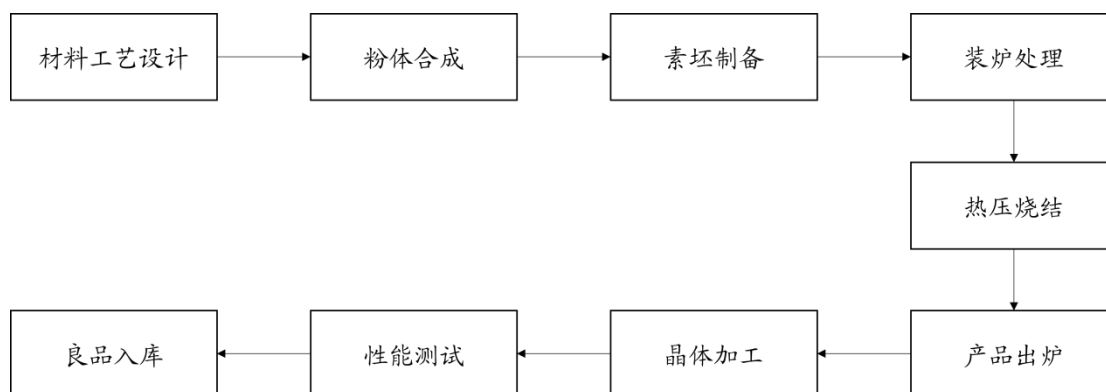 材料工艺设计
粉体合成
素坯制备
装炉处理
热压烧结
产品出炉
晶体加工
性能测试
良品入库